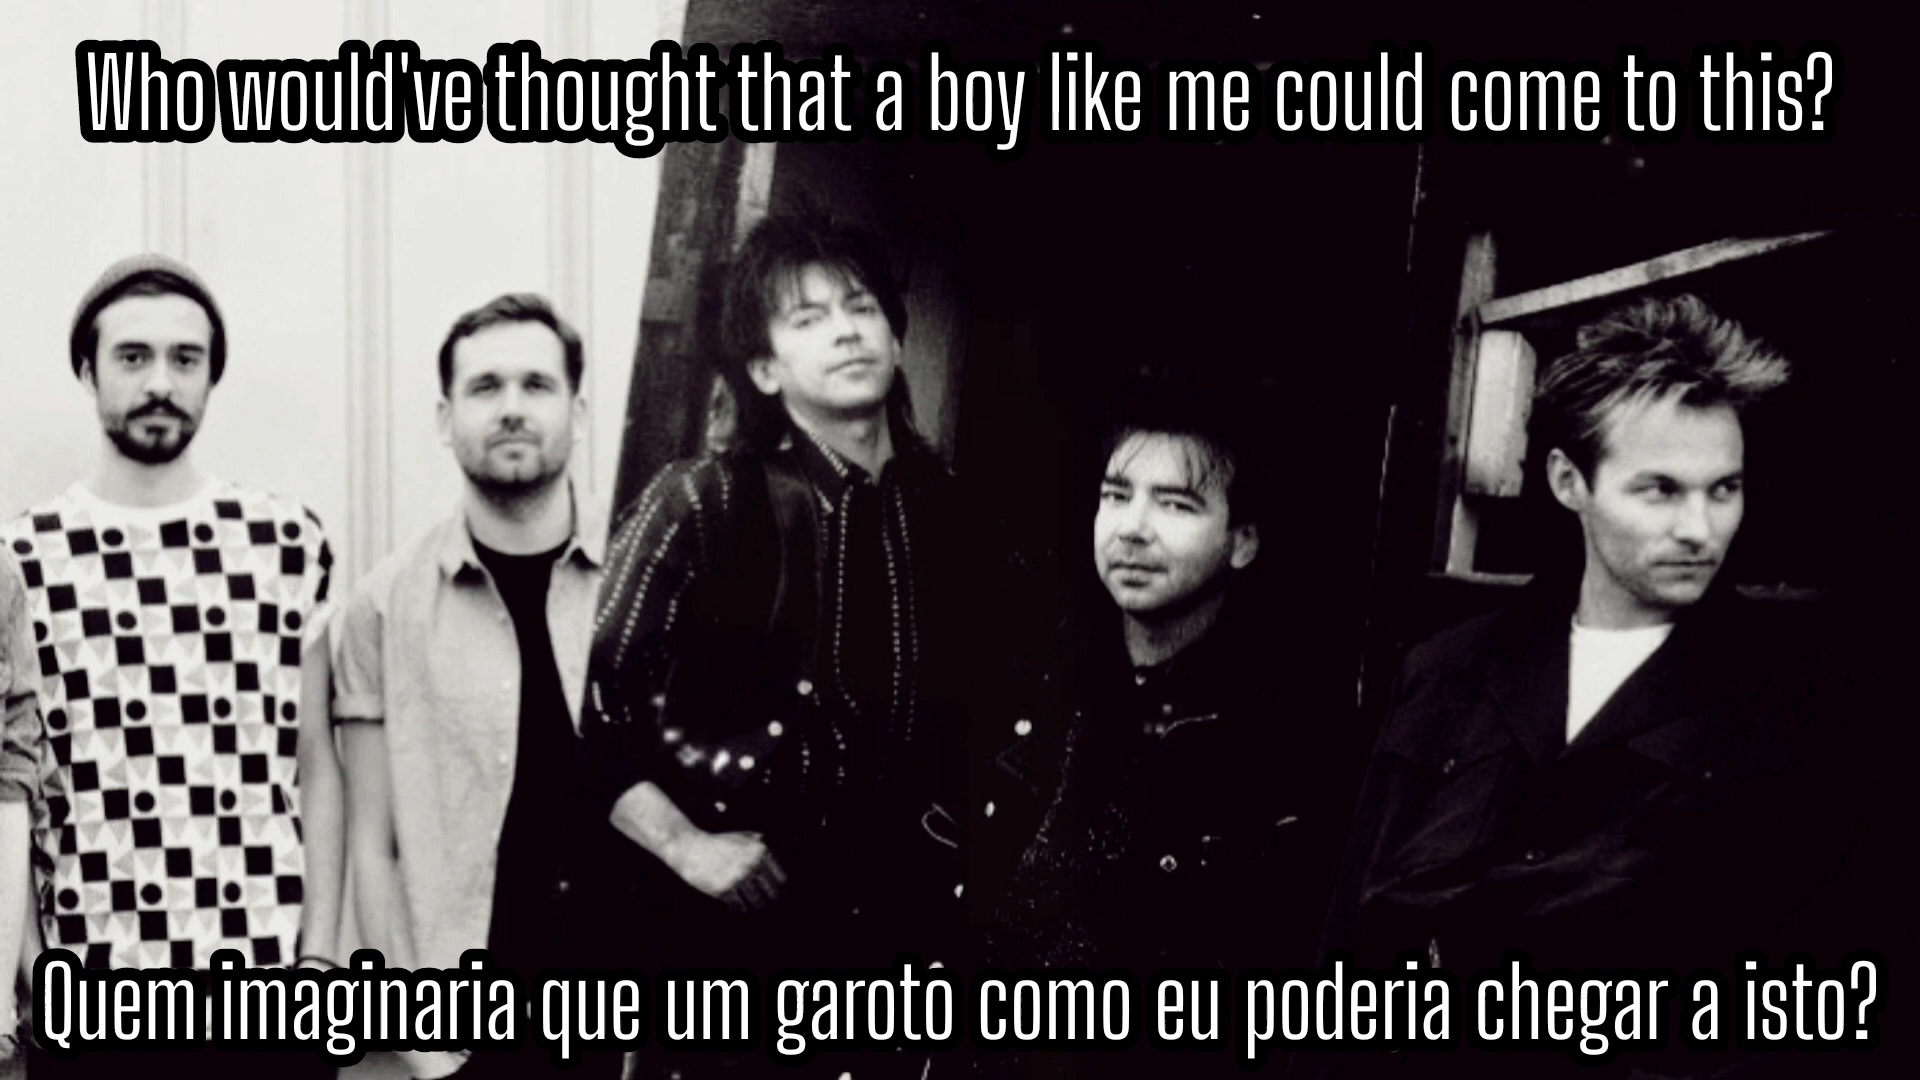 Who would've thought that a boy like me could come to this?
Quem imaginaria que um garoto como eu poderia chegar a isto?